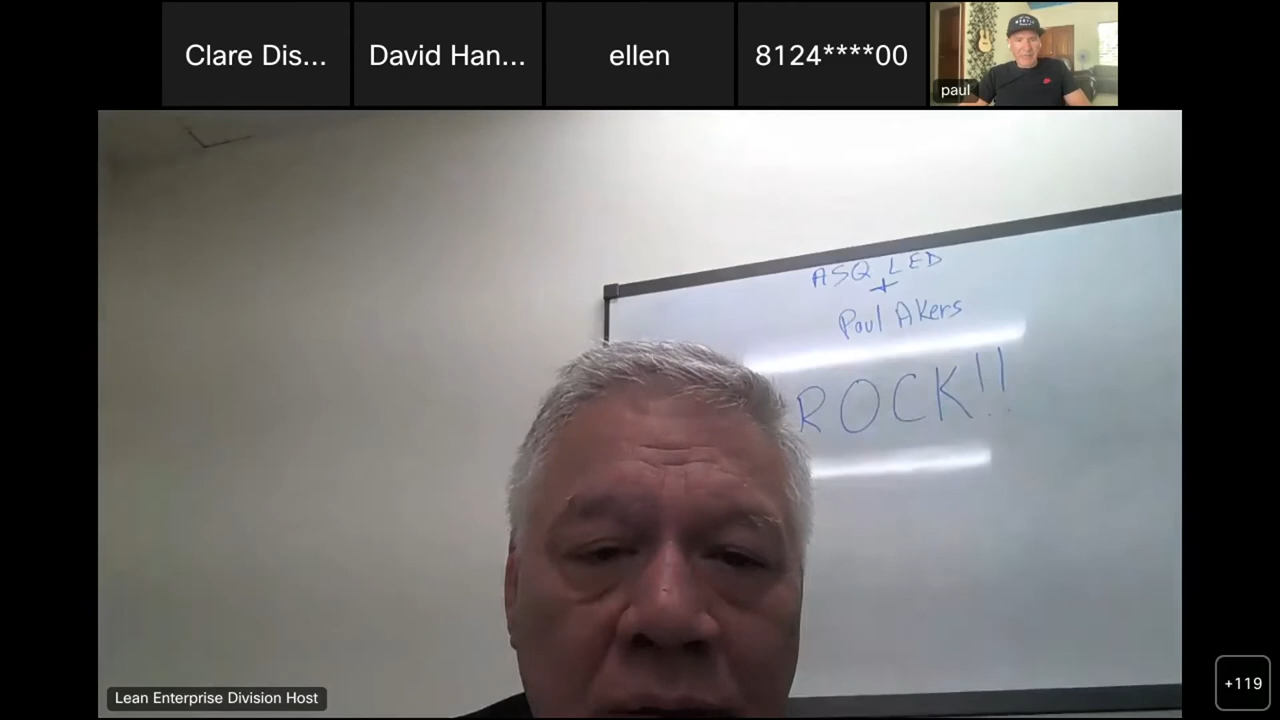 Clare Dis...
David Han...
ellen
8124****00
paul
ASQ LED
+
Paul Akers
ROCK!!
Lean Enterprise Division Host
+119